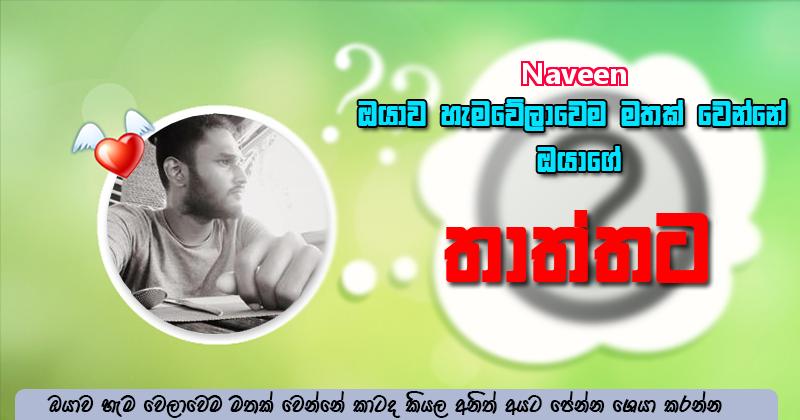 Naveen
ඔයාව හැමවේලාවෙම මතක් වෙන්නේ
ඔයාගේ
තාත්තට
ඔයාව හැම වෙලාවෙම මතක් වෙන්නේ කාටද කියල අනිත් අයට පේන්න ශෙයා කරන්න